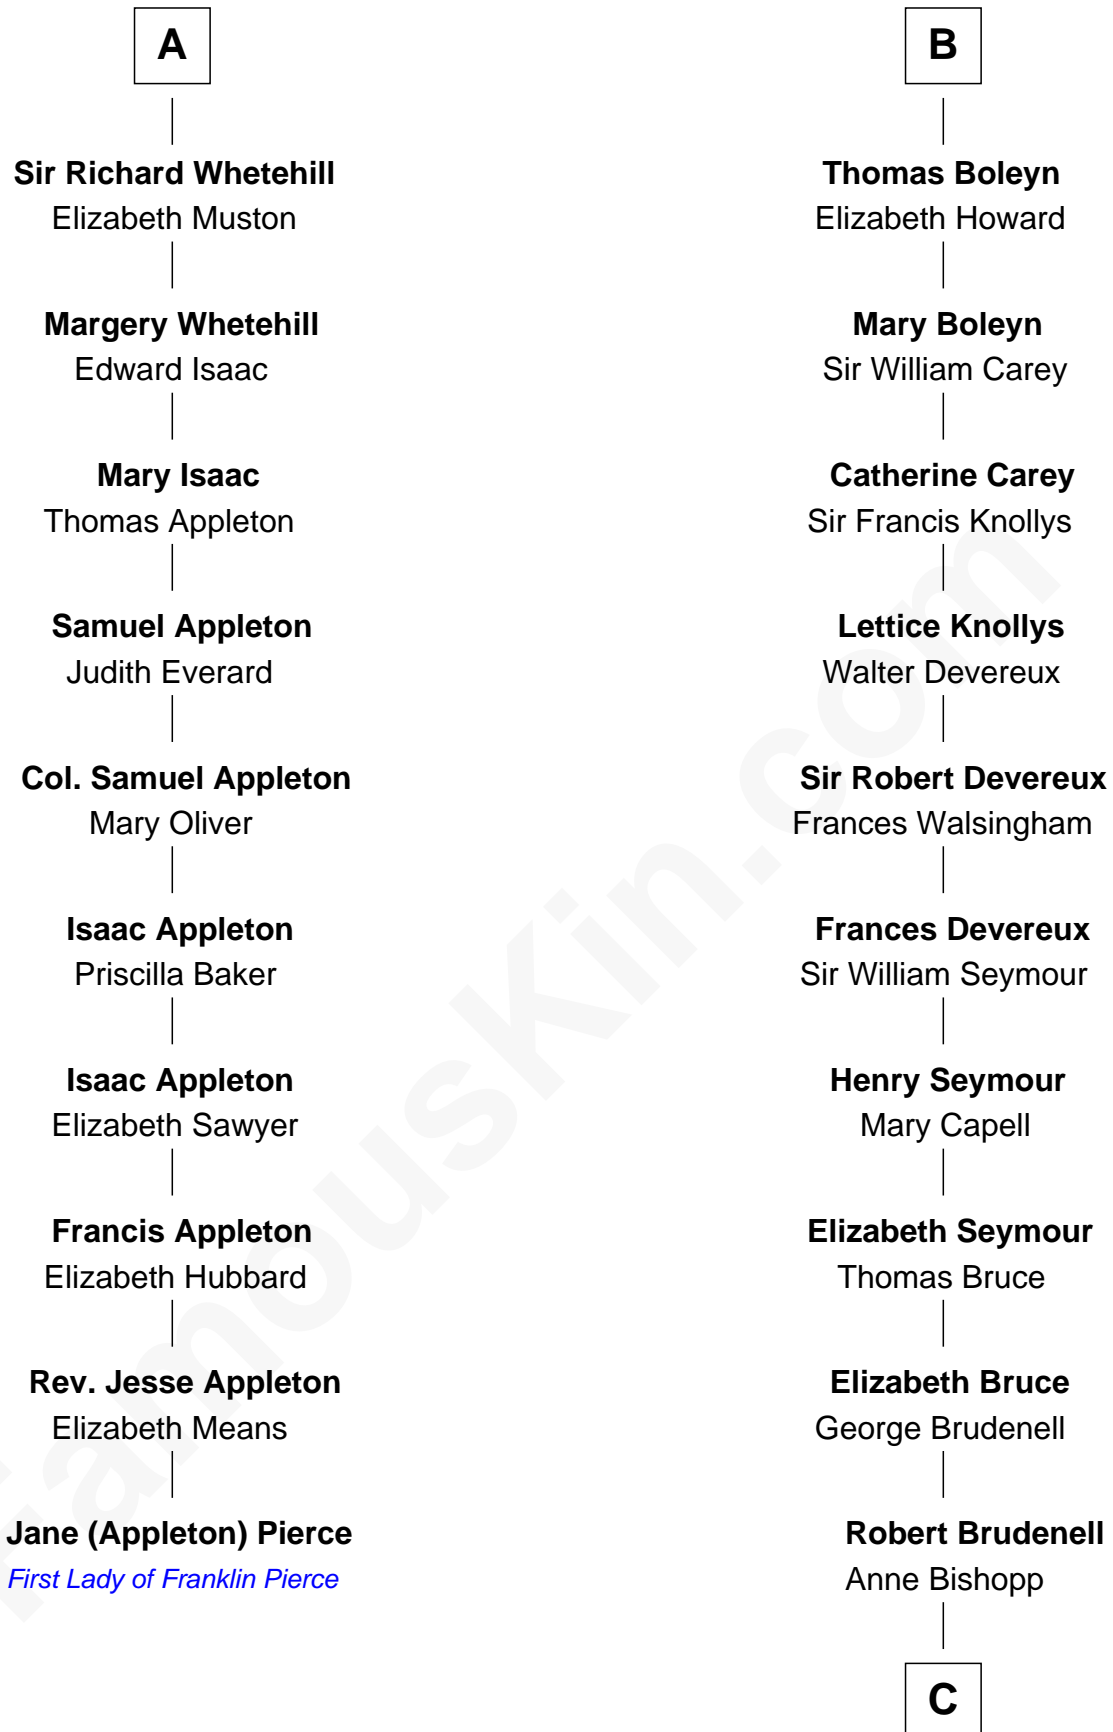 A
Sir Richard Whetehill
Elizabeth Muston
Margery Whetehill
Edward Isaac
Mary Isaac
Thomas Appleton
Samuel Appleton
Judith Everard
Col. Samuel Appleton
Mary Oliver
Isaac Appleton
Priscilla Baker
Isaac Appleton
Elizabeth Sawyer
Francis Appleton
Elizabeth Hubbard
Rev. Jesse Appleton
Elizabeth Means
Jane (Appleton) Pierce
First Lady of Franklin Pierce
B
Thomas Boleyn
Elizabeth Howard
Mary Boleyn
Sir William Carey
Catherine Carey
Sir Francis Knollys
Lettice Knollys
Walter Devereux
Sir Robert Devereux
Frances Walsingham
Frances Devereux
Sir William Seymour
Henry Seymour
Mary Capell
Elizabeth Seymour
Thomas Bruce
Elizabeth Bruce
George Brudenell
Robert Brudenell
Anne Bishopp
C
FamousKin.com